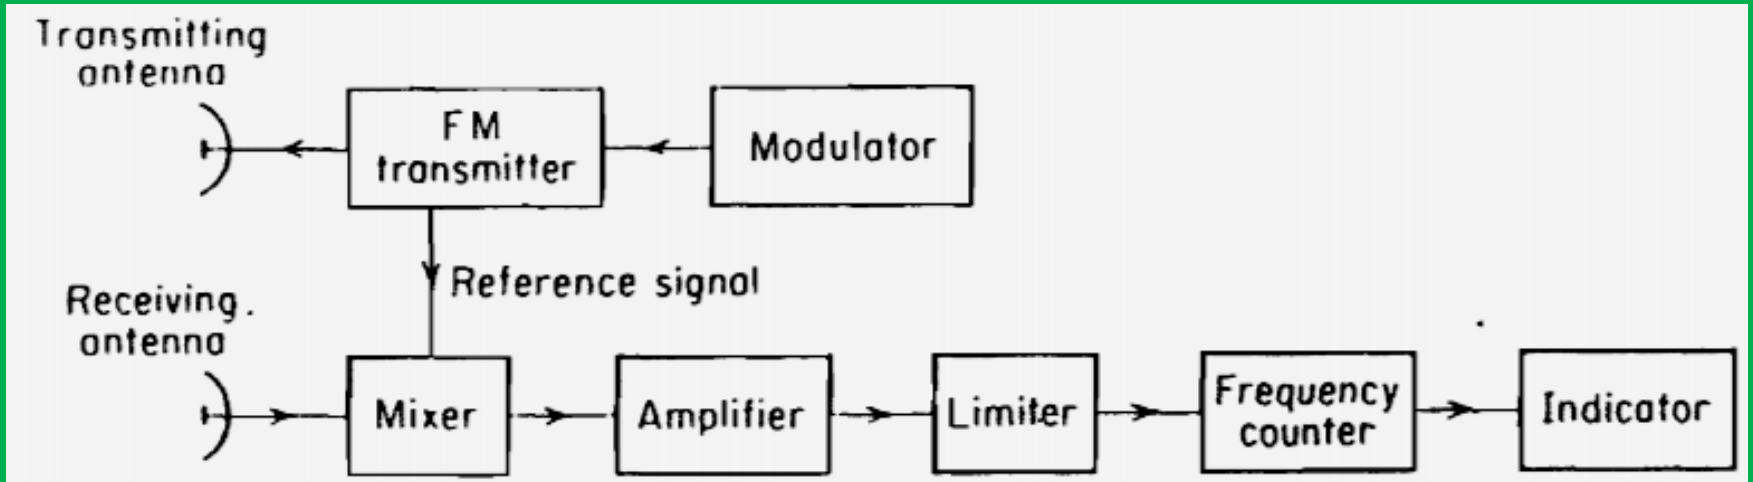 Transmitting
antenna
FM
transmitter
Modulator
Reference signal
Receiving.
antenna
Mixer
Amplifier
Limiter
Frequency
counter
Indicator